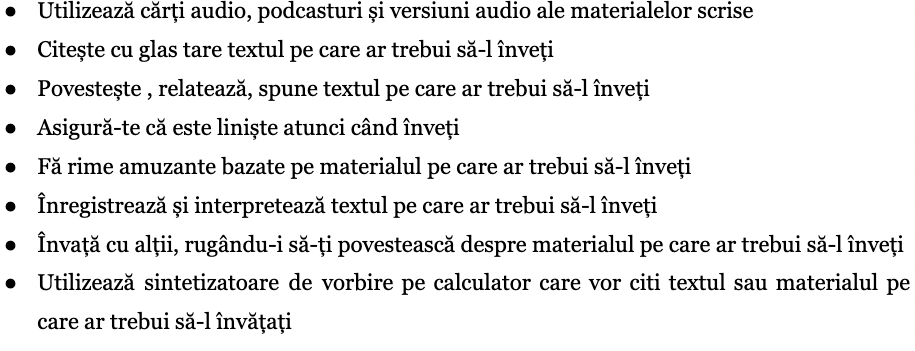 ● Utilizează cărți audio, podcasturi și versiuni audio ale materialelor scrise
● Citește cu glas tare textul pe care ar trebui să-l înveți
● Povestește , relatează, spune textul pe care ar trebui să-l înveți
● Asigură-te că este liniște atunci când înveți
● Fă rime amuzante bazate pe materialul pe care ar trebui să-l înveți
● Înregistrează și interpretează textul pe care ar trebui să-l înveți
● Învață cu alții, rugându-i să-ți povestească despre materialul pe care ar trebui să-l înveți
● Utilizează sintetizatoare de vorbire pe calculator care vor citi textul sau materialul pe
care ar trebui să-l învățați